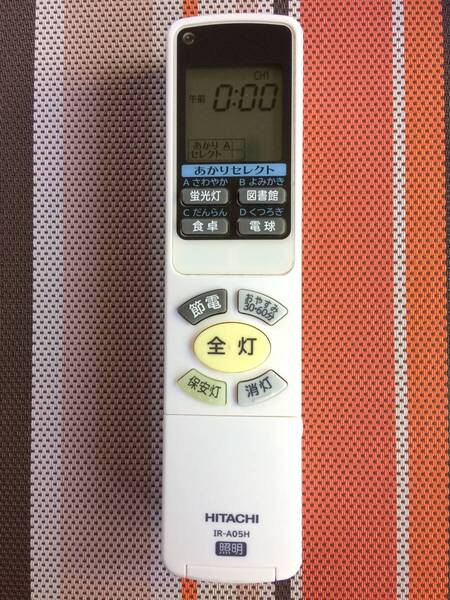 CH1
午前 0:00
あかり A
セレクト
あかりセレクト
A さわやか B よみかき
蛍光灯 図書館
C だんらん D くつろぎ
食卓 電球
節電
おやすみ
30・60分
全灯
保安灯
消灯
HITACHI
IR-A05H
照明